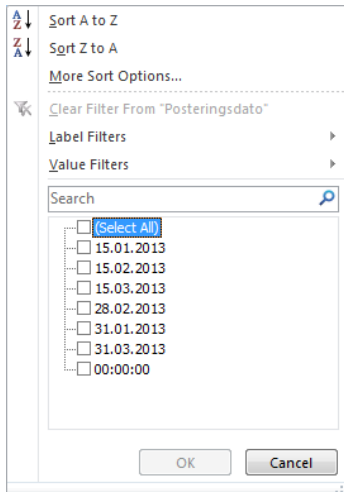 Sort A to Z
Sort Z to A
More Sort Options...
Clear Filter From "Posteringsdato"
Label Filters
Value Filters
Search
(Select All)
15.01.2013
15.02.2013
15.03.2013
28.02.2013
31.01.2013
31.03.2013
00:00:00
OK Cancel